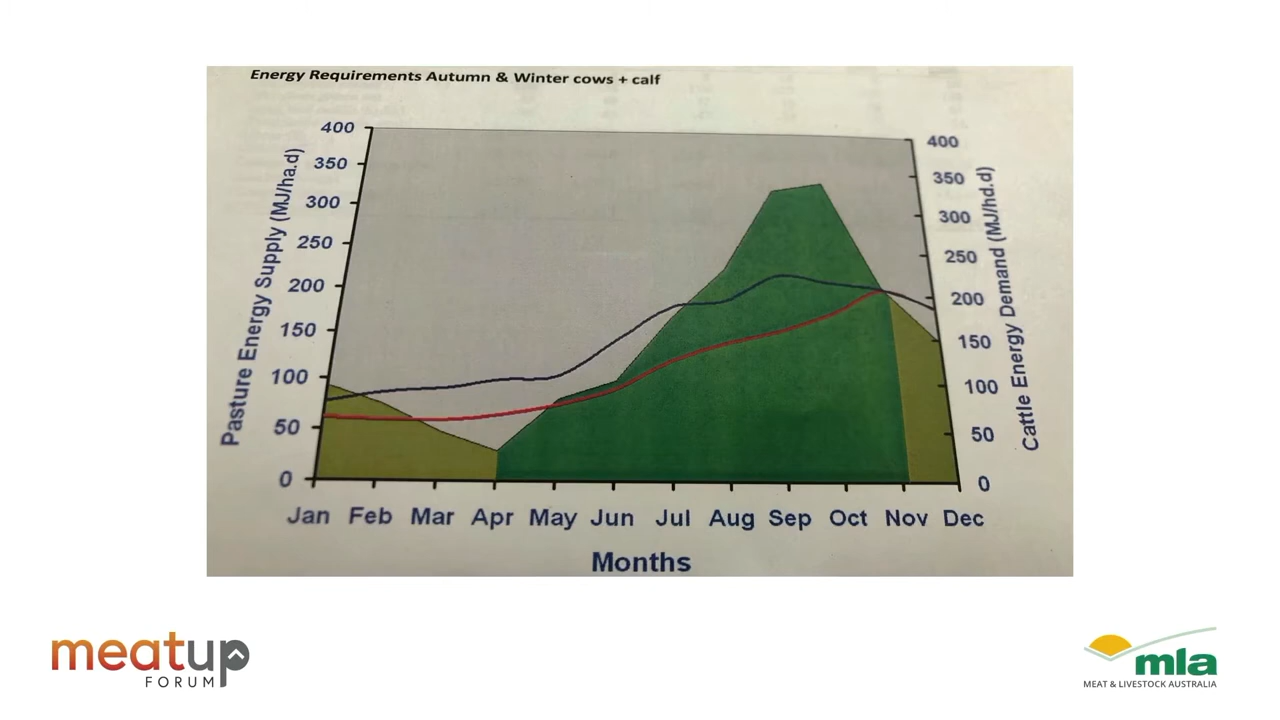 Energy Requirements Autumn & Winter cows + calf
400
350
300
250
200
150
100
50
0
Pasture Energy Supply (MJ/ha.d)
400
350
300
250
200
150
100
50
0
Cattle Energy Demand (MJ/hd.d)
Jan Feb Mar Apr May Jun Jul Aug Sep Oct Nov Dec
Months
meatup
FORUM
mla
MEAT & LIVESTOCK AUSTRALIA